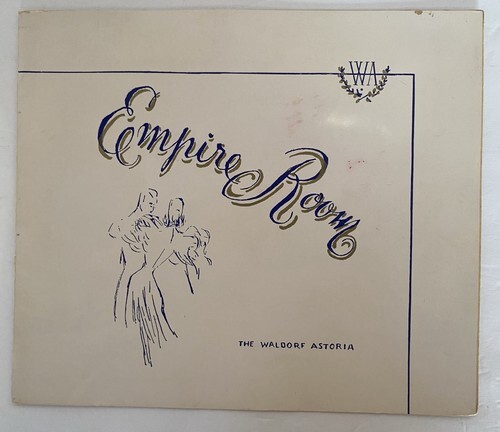 WA
Empire Room
THE WALDORF ASTORIA